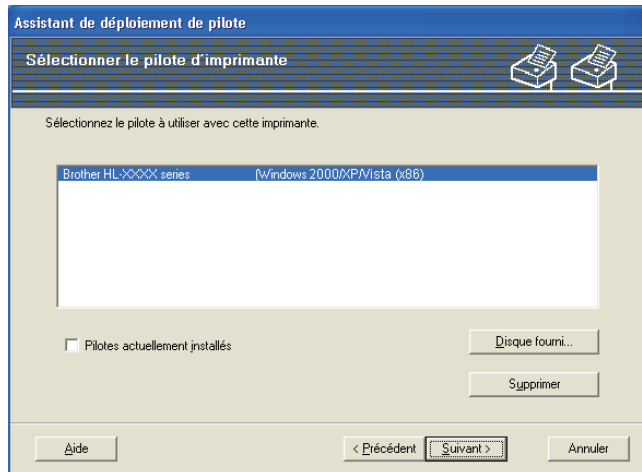 Assistant de déploiement de pilote
Sélectionner le pilote d'imprimante
Sélectionnez le pilote à utiliser avec cette imprimante.
Brother HL-XXXX series (Windows 2000/XP/Vista (x86)
Pilotes actuellement installés
Disque fourni...
Supprimer
Aide
< Précédent
Suivant >
Annuler